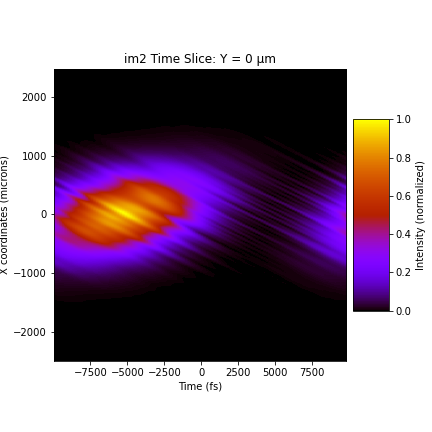 im2 Time Slice: Y = 0 μm
X coordinates (microns)
2000
1000
0
−1000
−2000
−7500 −5000 −2500 0 2500 5000 7500
Time (fs)
1.0
0.8
0.6
0.4
0.2
0.0
Intensity (normalized)